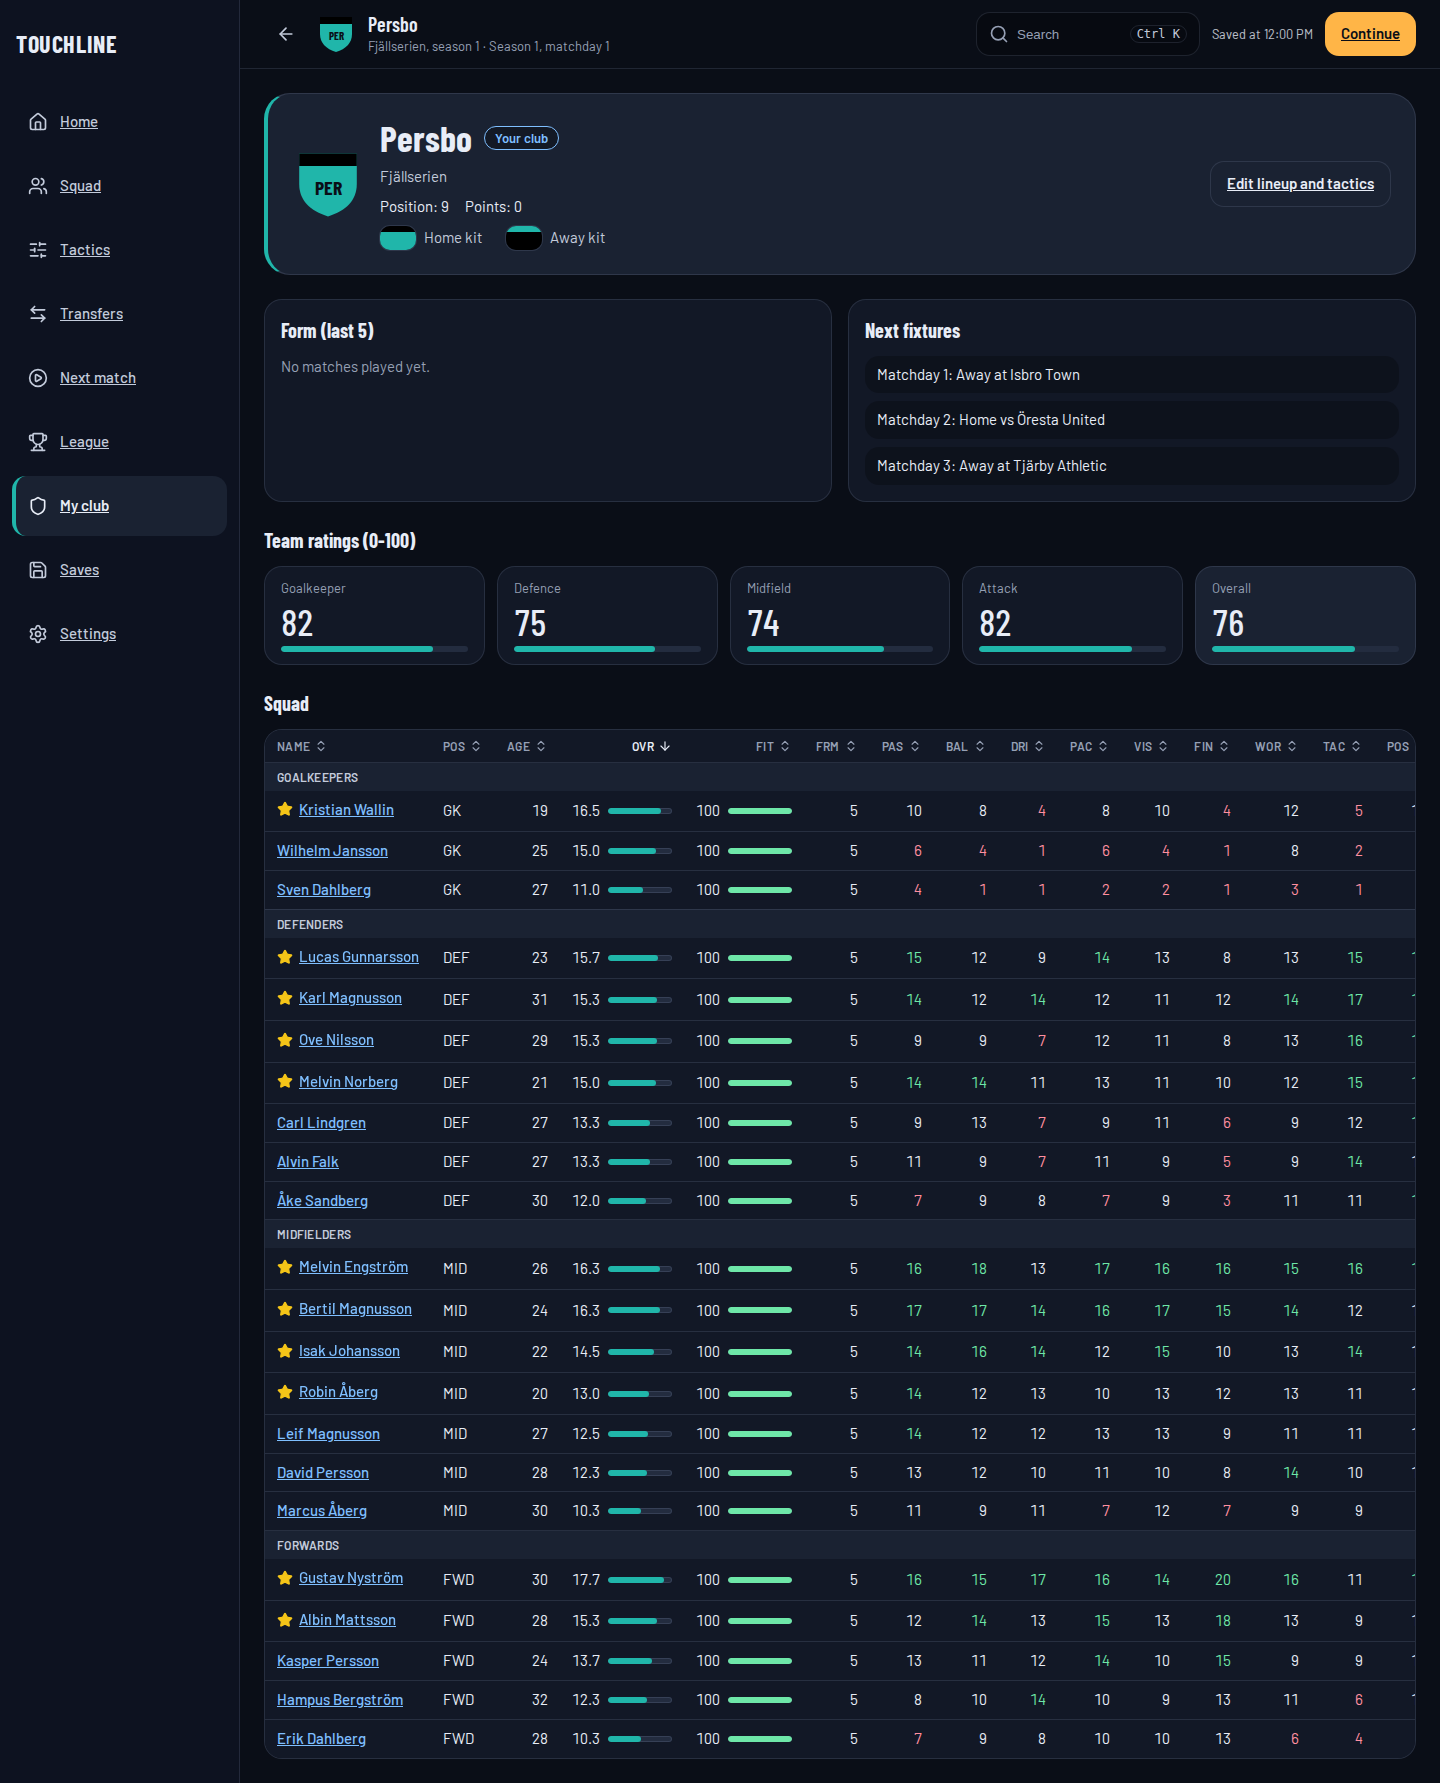 TOUCHLINE
Home
Squad
Tactics
Transfers
Next match
League
My club
Saves
Settings
PER
Persbo
Fjällserien, season 1 · Season 1, matchday 1
Search
Ctrl K
Saved at 12:00 PM
Continue
PER
Persbo
Your club
Fjällserien
Position: 9 Points: 0
Home kit Away kit
Edit lineup and tactics
Form (last 5)
No matches played yet.
Next fixtures
Matchday 1: Away at Isbro Town
Matchday 2: Home vs Öresta United
Matchday 3: Away at Tjärby Athletic
Team ratings (0-100)
Goalkeeper
82
Defence
75
Midfield
74
Attack
82
Overall
76
Squad
NAME POS AGE OVR FIT FRM PAS BAL DRI PAC VIS FIN WOR TAC POS
GOALKEEPERS
Kristian Wallin GK 19 16.5 100 5 10 8 4 8 10 4 12 5
Wilhelm Jansson GK 25 15.0 100 5 6 4 1 6 4 1 8 2
Sven Dahlberg GK 27 11.0 100 5 4 1 1 2 2 1 3 1
DEFENDERS
Lucas Gunnarsson DEF 23 15.7 100 5 15 12 9 14 13 8 13 15
Karl Magnusson DEF 31 15.3 100 5 14 12 14 12 11 12 14 17
Ove Nilsson DEF 29 15.3 100 5 9 9 7 12 11 8 13 16
Melvin Norberg DEF 21 15.0 100 5 14 14 11 13 11 10 12 15
Carl Lindgren DEF 27 13.3 100 5 9 13 7 9 11 6 9 12
Alvin Falk DEF 27 13.3 100 5 11 9 7 11 9 5 9 14
Åke Sandberg DEF 30 12.0 100 5 7 9 8 7 9 3 11 11
MIDFIELDERS
Melvin Engström MID 26 16.3 100 5 16 18 13 17 16 16 15 16
Bertil Magnusson MID 24 16.3 100 5 17 17 14 16 17 15 14 12
Isak Johansson MID 22 14.5 100 5 14 16 14 12 15 10 13 14
Robin Åberg MID 20 13.0 100 5 14 12 13 10 13 12 13 11
Leif Magnusson MID 27 12.5 100 5 14 12 12 13 13 9 11 11
David Persson MID 28 12.3 100 5 13 12 10 11 10 8 14 10
Marcus Åberg MID 30 10.3 100 5 11 9 11 7 12 7 9 9
FORWARDS
Gustav Nyström FWD 30 17.7 100 5 16 15 17 16 14 20 16 11
Albin Mattsson FWD 28 15.3 100 5 12 14 13 15 13 18 13 9
Kasper Persson FWD 24 13.7 100 5 13 11 12 14 10 15 9 9
Hampus Bergström FWD 32 12.3 100 5 8 10 14 10 9 13 11 6
Erik Dahlberg FWD 28 10.3 100 5 7 9 8 10 10 13 6 4